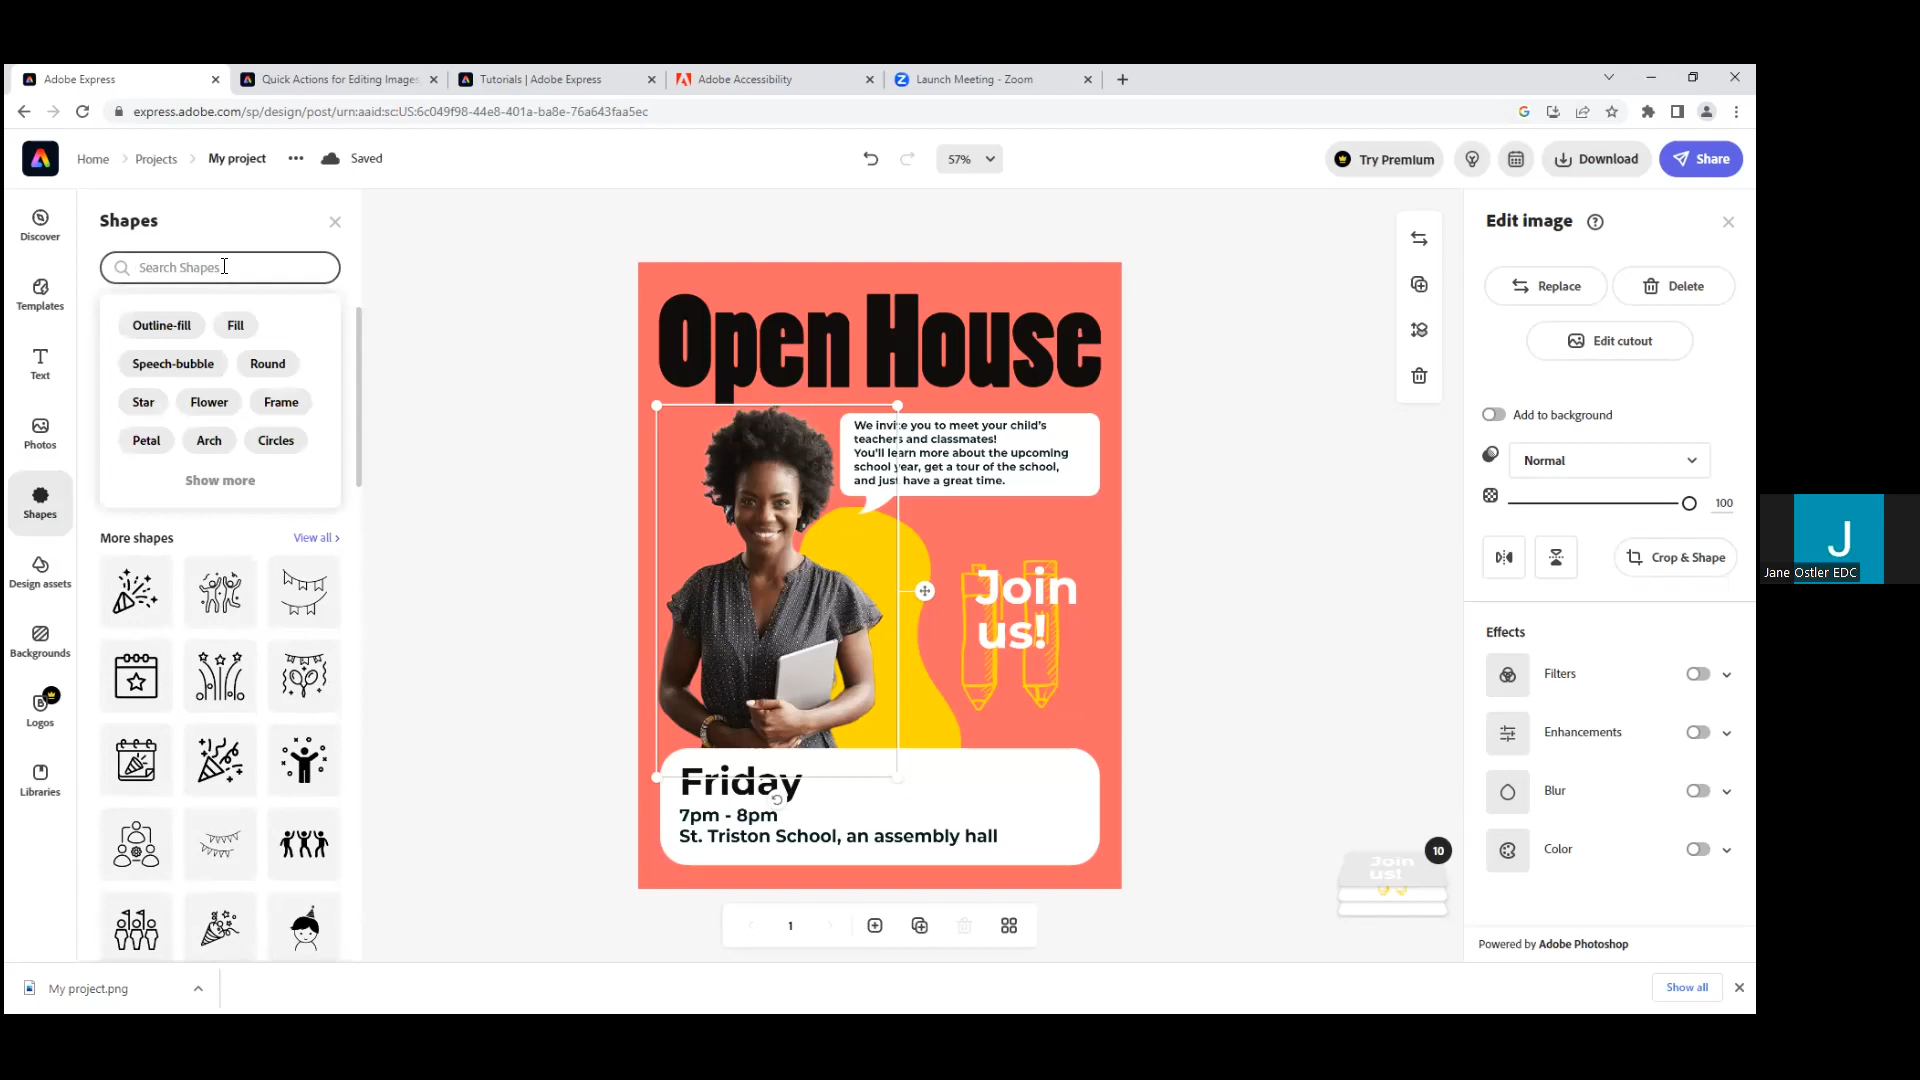 Adobe Express
Quick Actions for Editing Images
Tutorials | Adobe Express
Adobe Accessibility
Launch Meeting - Zoom
express.adobe.com/sp/design/post/urn:aaid:sc:US:6c049f98-44e8-401a-ba8e-76a643faa5ec
Home
Projects
My project
Saved
57%
Try Premium
Download
Share
Discover
Templates
Text
Photos
Shapes
Design assets
Backgrounds
Logos
Libraries
Shapes
Search Shapes
Outline-fill
Fill
Speech-bubble
Round
Star
Flower
Frame
Petal
Arch
Circles
Show more
More shapes
View all
Open House
We invite you to meet your child's
teachers and classmates!
You'll learn more about the upcoming
school year, get a tour of the school,
and just have a great time.
Join
us!
Friday
7pm - 8pm
St. Triston School, an assembly hall
1
10
Join
us!
Edit image
Replace
Delete
Edit cutout
Add to background
Normal
100
Crop & Shape
Effects
Filters
Enhancements
Blur
Color
Powered by Adobe Photoshop
My project.png
Show all
J
Jane Ostler EDC